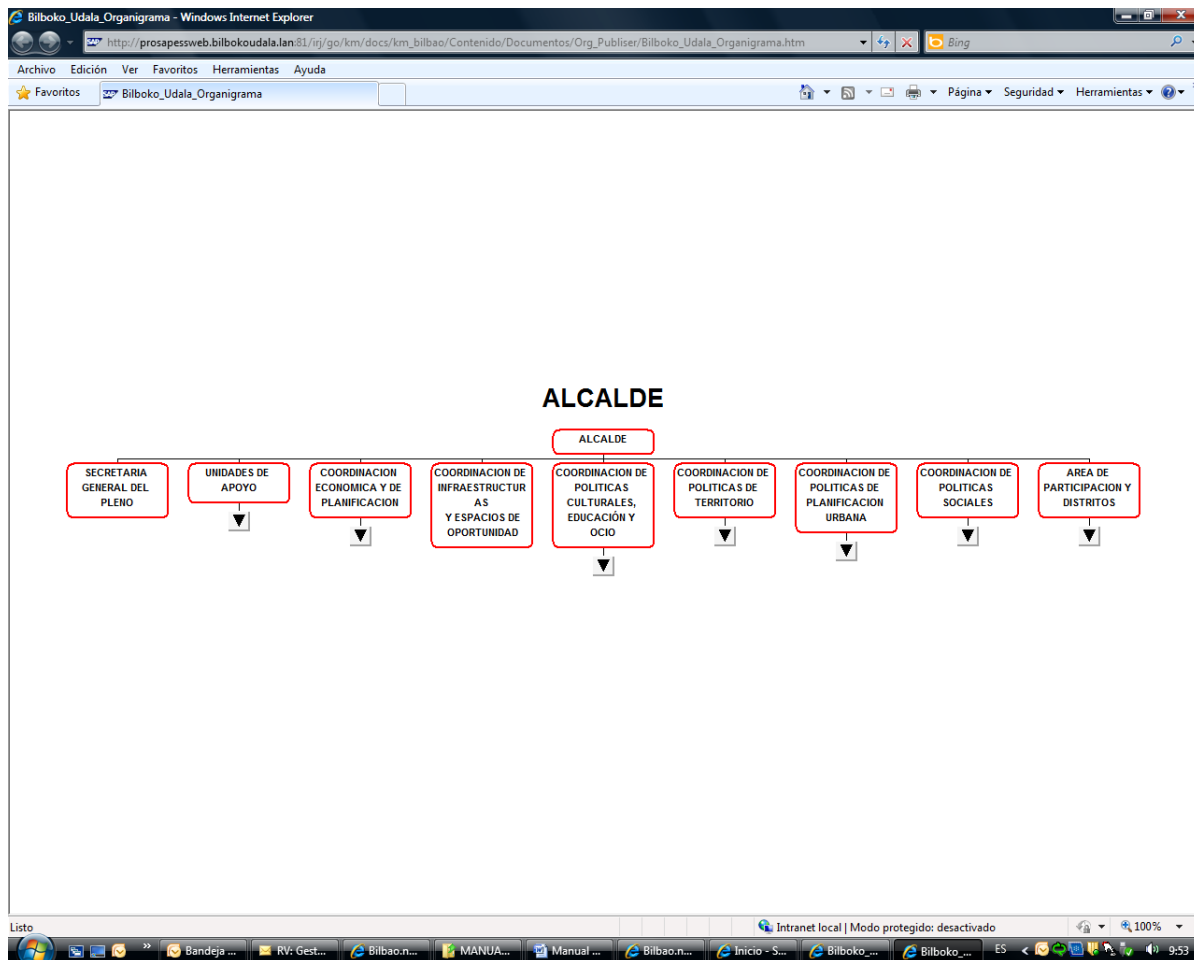 Bilboko_Udala_Organigrama - Windows Internet Explorer
http://prosapessweb.bilbokoudala.lan:81/irj/go/km/docs/km_bilbao/Contenido/Documentos/Org_Publiser/Bilboko_Udala_Organigrama.htm
Bing
Archivo Edición Ver Favoritos Herramientas Ayuda
Favoritos
Bilboko_Udala_Organigrama
Página Seguridad Herramientas
ALCALDE
ALCALDE
SECRETARIA
GENERAL DEL
PLENO
UNIDADES DE
APOYO
COORDINACION
ECONOMICA Y DE
PLANIFICACION
COORDINACION DE
INFRAESTRUCTUR
AS
Y ESPACIOS DE
OPORTUNIDAD
COORDINACION DE
POLITICAS
CULTURALES,
EDUCACIÓN Y
OCIO
COORDINACION DE
POLITICAS DE
TERRITORIO
COORDINACION DE
POLITICAS DE
PLANIFICACION
URBANA
COORDINACION DE
POLITICAS
SOCIALES
AREA DE
PARTICIPACION Y
DISTRITOS
Listo
Intranet local | Modo protegido: desactivado
100%
Bandeja ...
RV: Gest...
Bilbao.n...
MANUA...
Manual ...
Bilbao.n...
Inicio - S...
Bilboko_...
Bilboko_...
ES
9:53